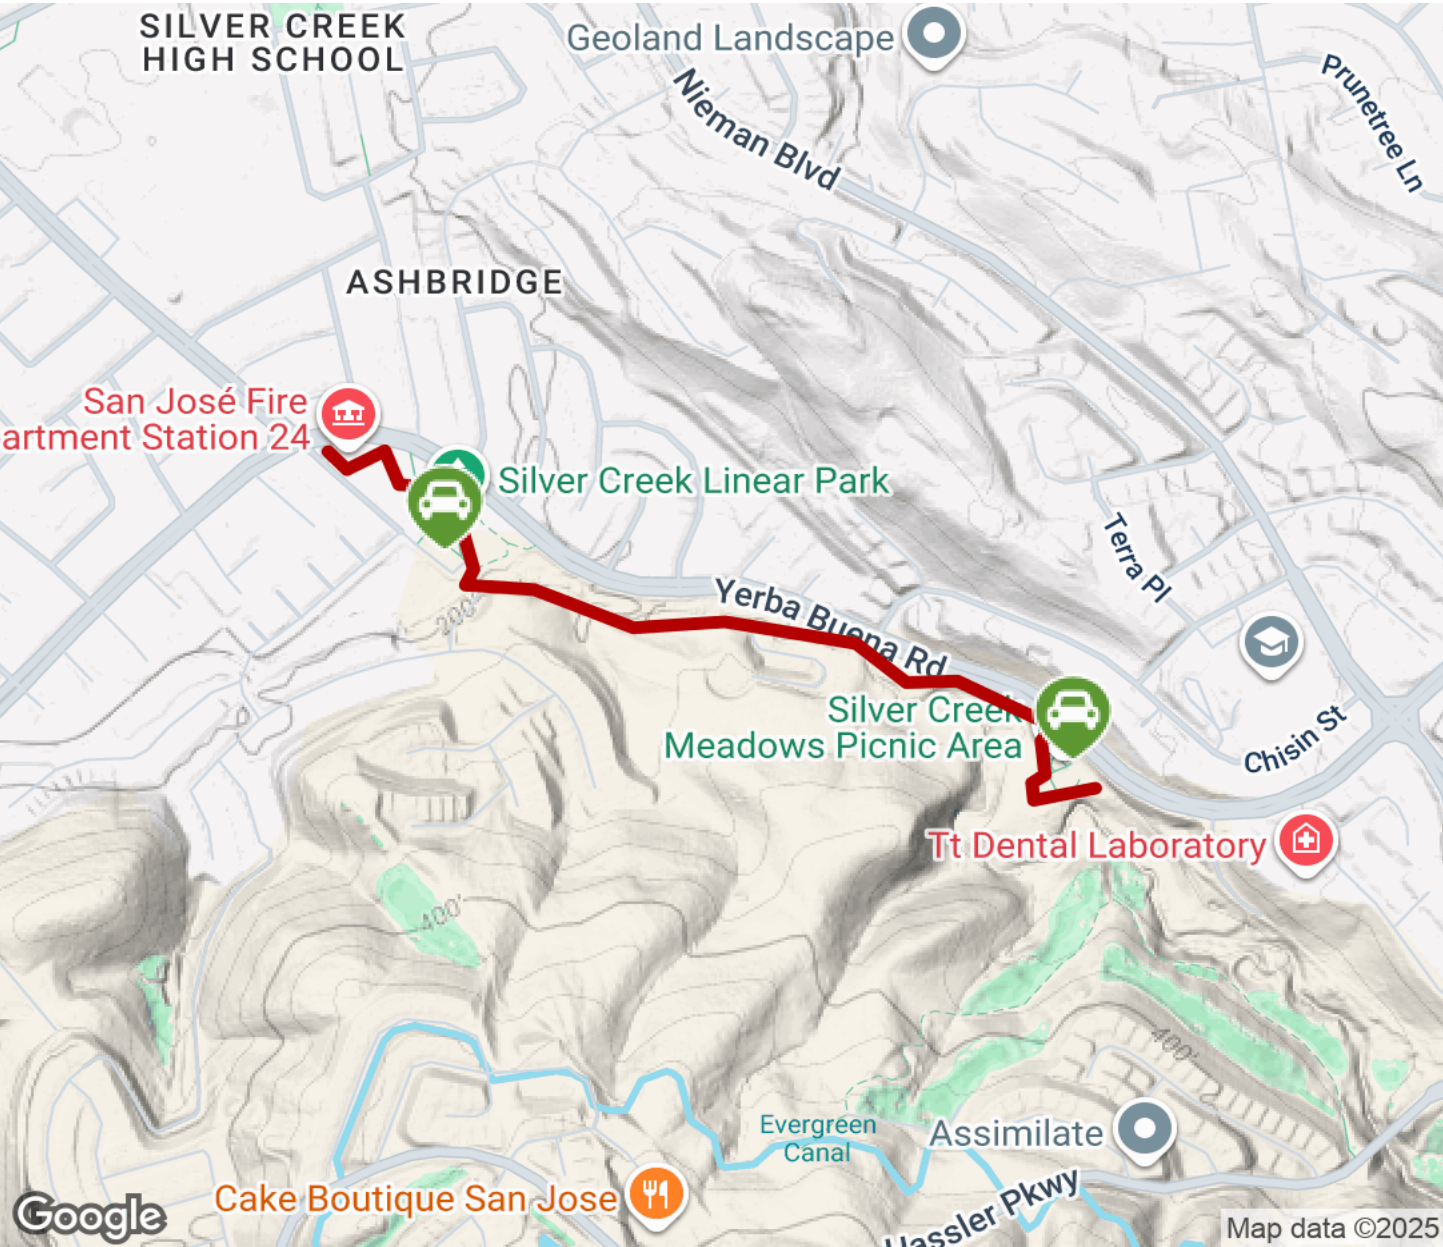 SILVER CREEK
HIGH SCHOOL
Geoland Landscape
Nieman Blvd
Prunetree Ln
ASHBRIDGE
San José Fire
artment Station 24
Silver Creek Linear Park
Terra Pl
200'
Yerba Buena Rd
Silver Creek
Meadows Picnic Area
Chisin St
Tt Dental Laboratory
400'
400'
Evergreen
Canal
Assimilate
Cake Boutique San Jose
Hassler Pkwy
Google
Map data ©2025